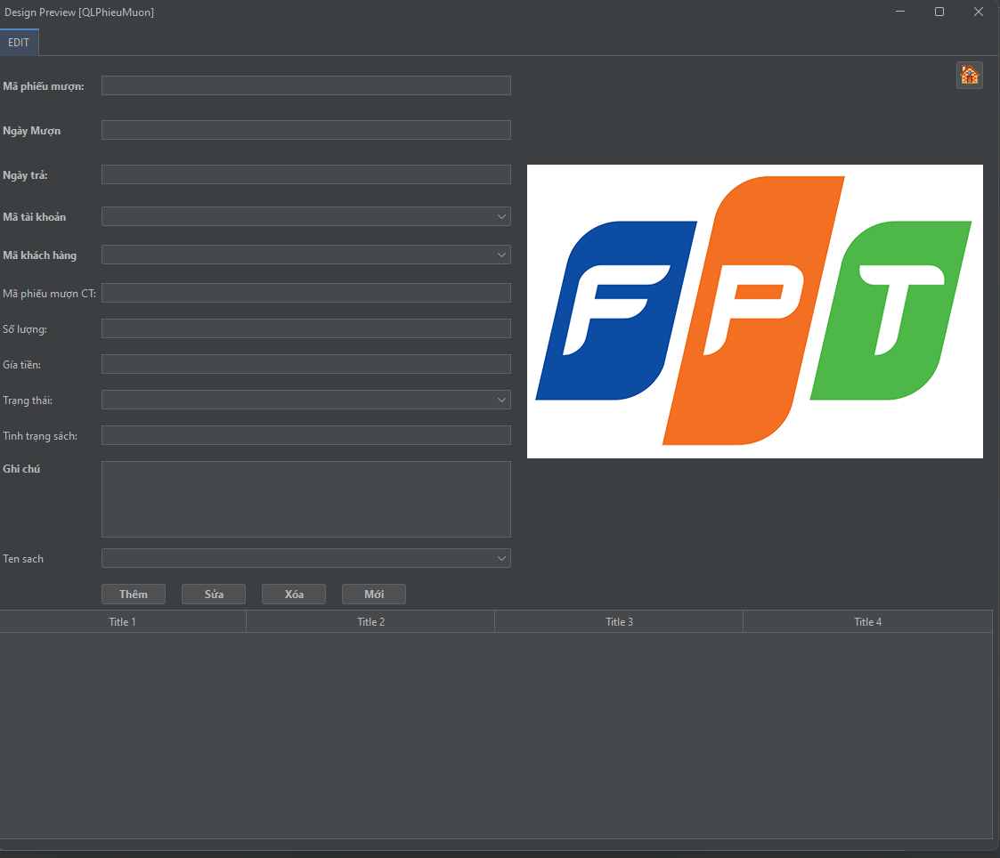 Design Preview [QLPhieuMuon]
EDIT
Mã phiếu mượn:
Ngày Mượn
Ngày trả:
Mã tài khoản
Mã khách hàng
Mã phiếu mượn CT:
Số lượng:
Gía tiền:
Trạng thái:
Tình trạng sách:
Ghi chú
Ten sach
FPT
Thêm Sửa Xóa Mới
Title 1 Title 2 Title 3 Title 4